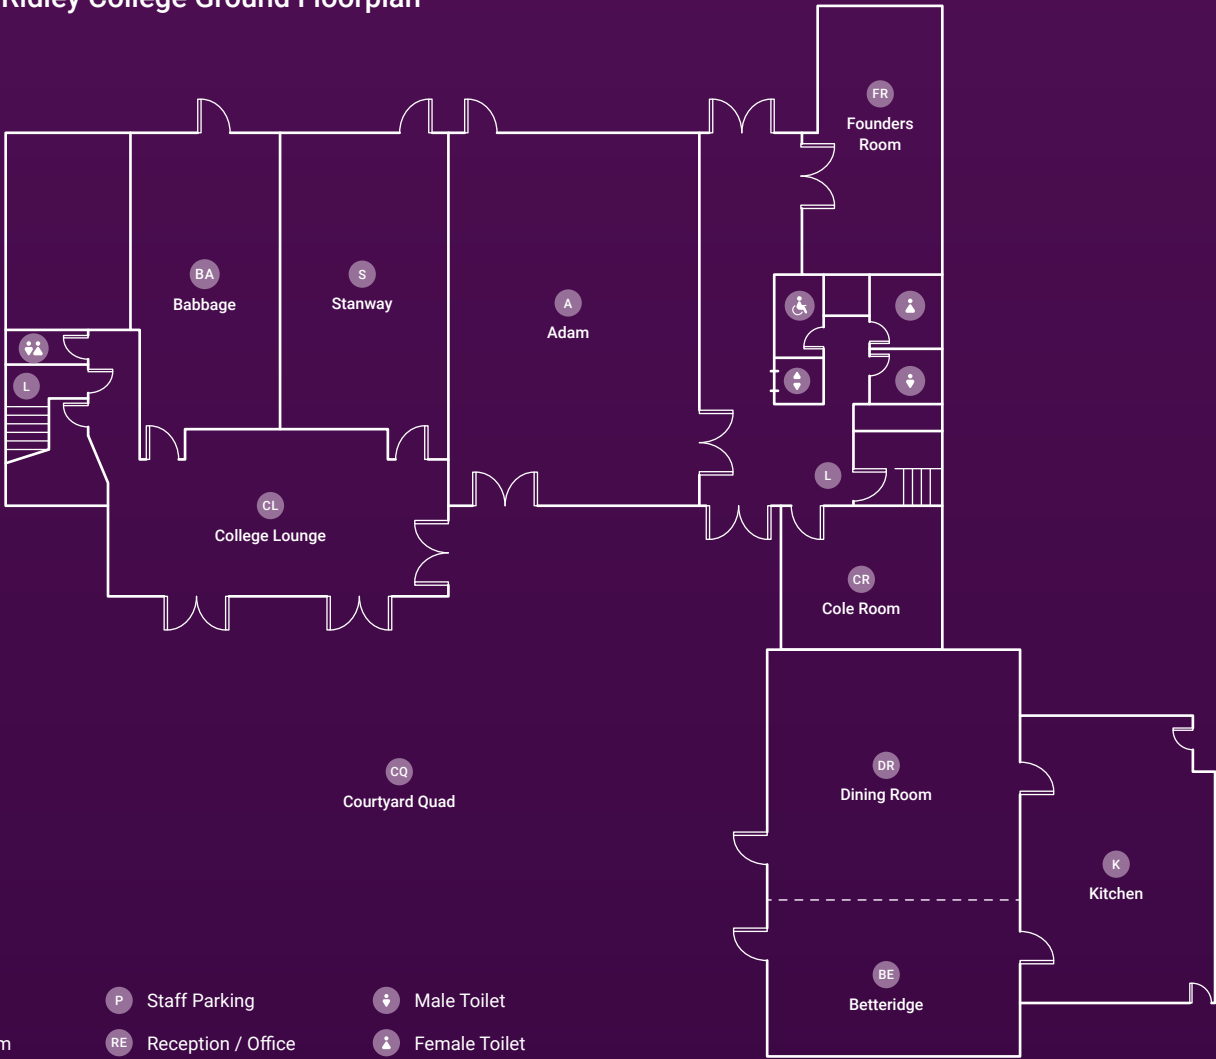 Ridley College Ground Floorplan
FR
Founders
Room
BA
Babbage
S
Stanway
A
Adam
L
L
CL
College Lounge
CR
Cole Room
CQ
Courtyard Quad
DR
Dining Room
K
Kitchen
BE
Betteridge
P Staff Parking
Male Toilet
RE Reception / Office
Female Toilet